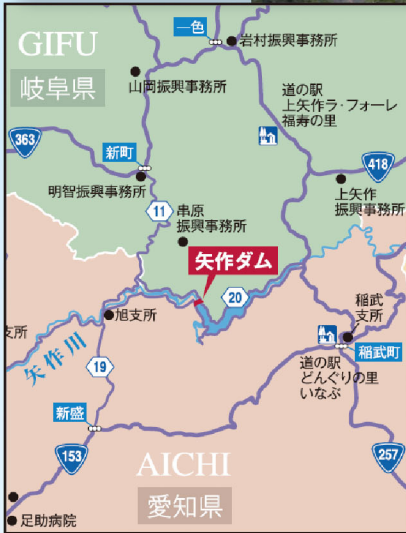 GIFU
岐阜県
一色
岩村振興事務所
山岡振興事務所
道の駅
上矢作ラ・フォーレ
福寿の里
363
新町
418
明智振興事務所
上矢作
振興事務所
11
串原
振興事務所
矢作ダム
20
稲武
支所
旭支所
支所
矢作川
稲武町
19
道の駅
どんぐりの里
いなぶ
新盛
153
AICHI
愛知県
257
足助病院